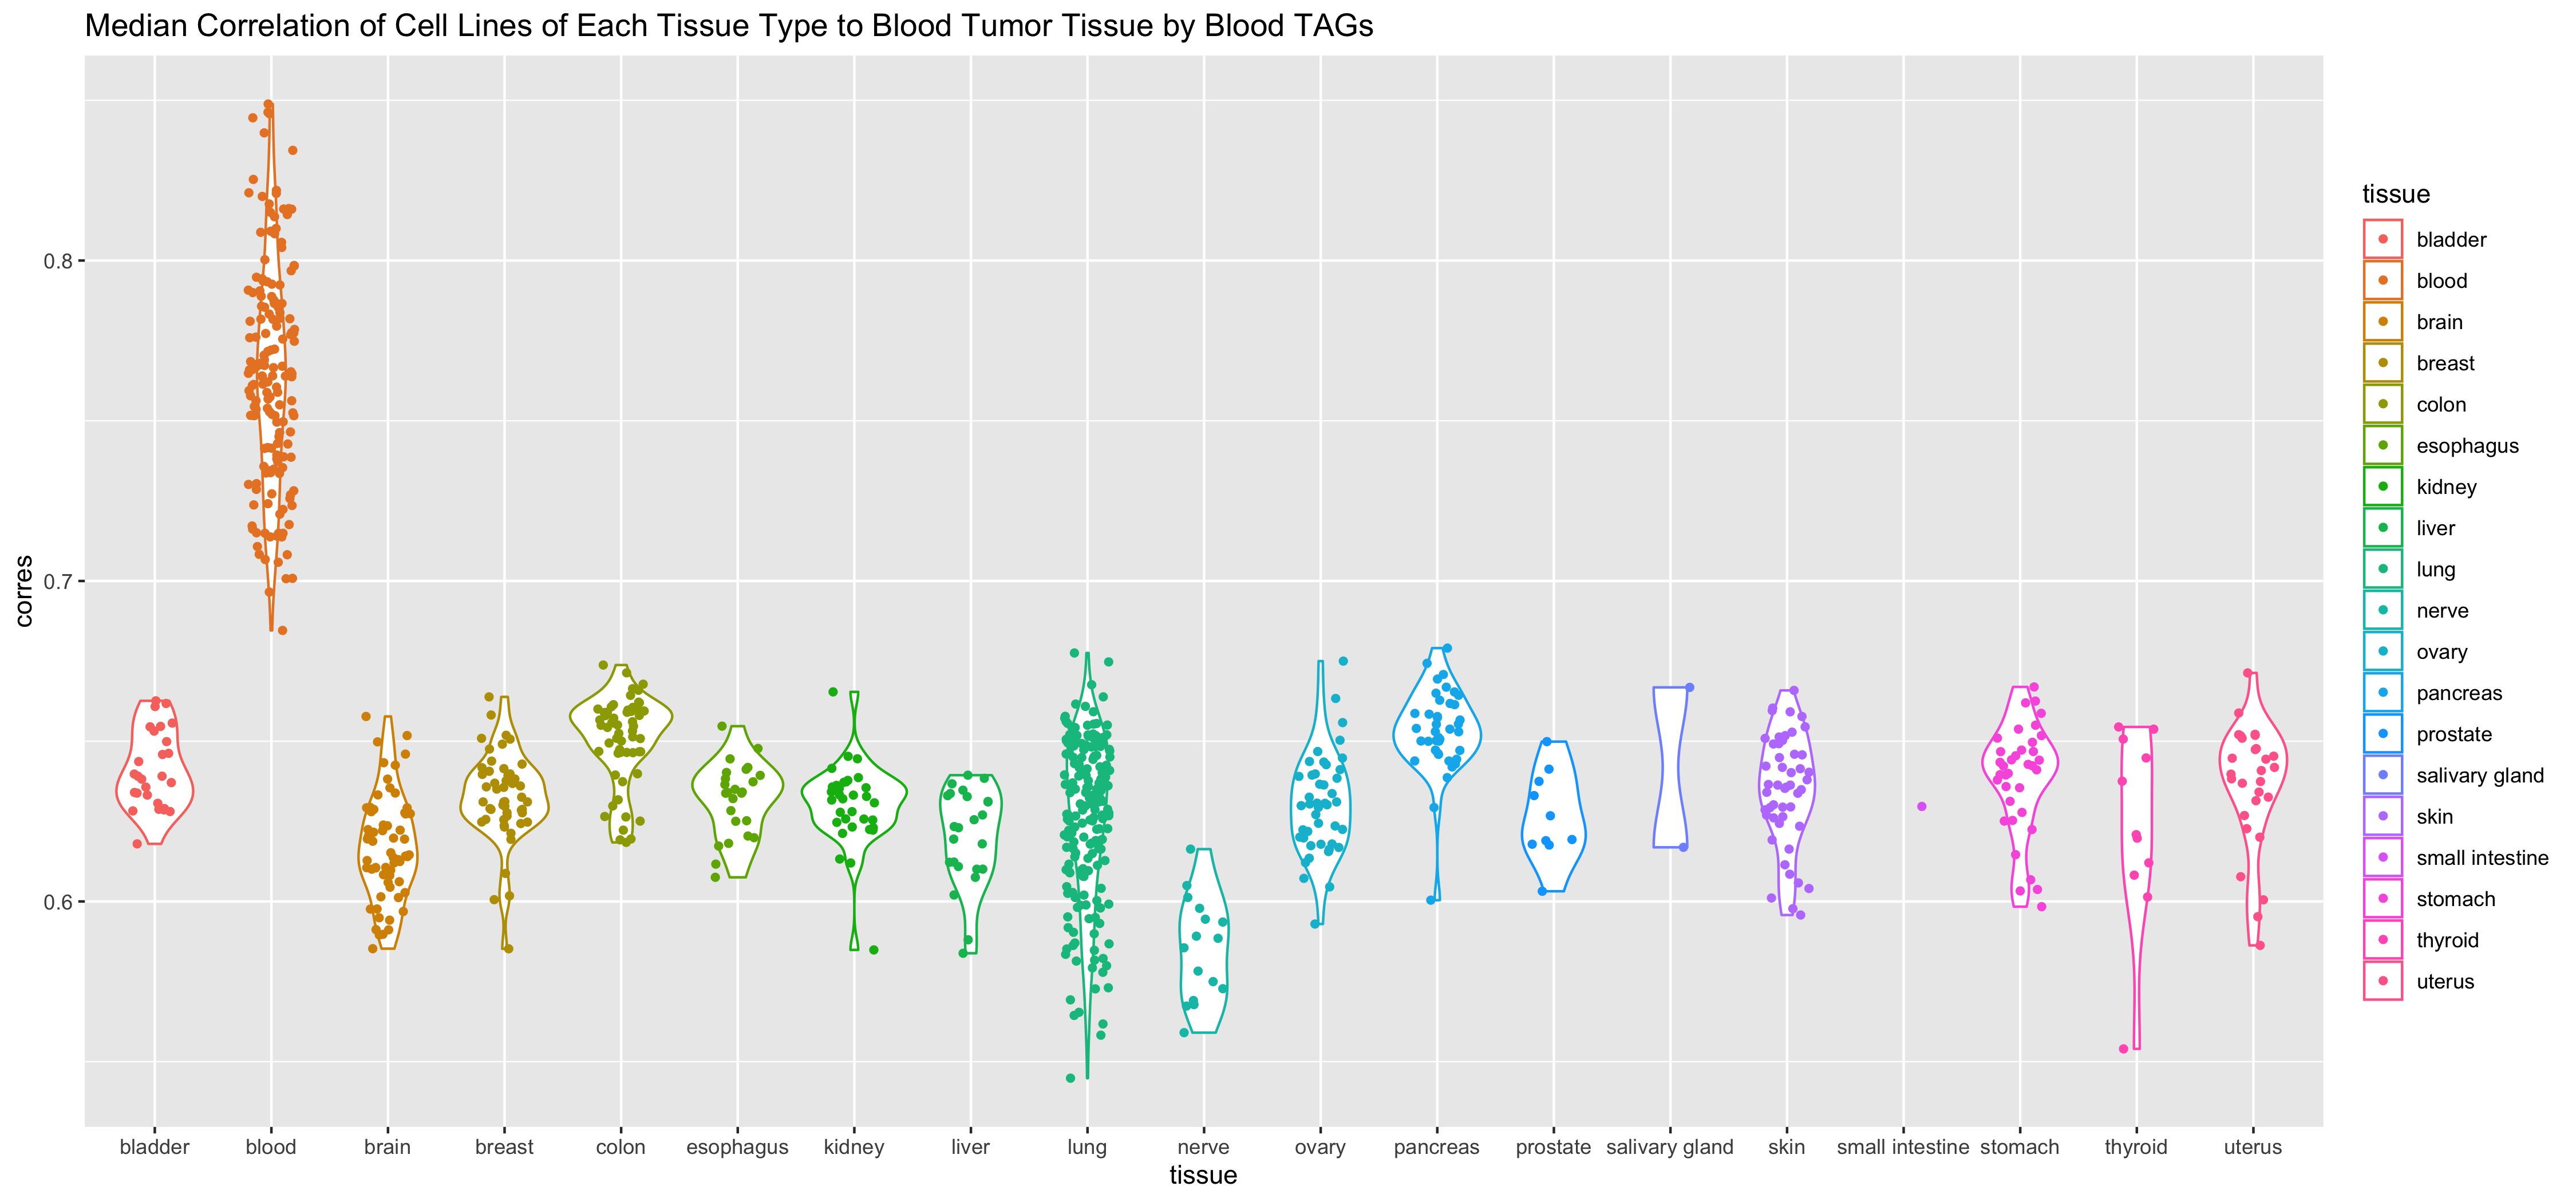 Median Correlation of Cell Lines of Each Tissue Type to Blood Tumor Tissue by Blood TAGs
corres
0.8
0.7
0.6
bladder blood brain breast colon esophagus kidney liver lung nerve ovary pancreas prostate salivary gland skin small intestine stomach thyroid uterus
tissue
tissue
bladder
blood
brain
breast
colon
esophagus
kidney
liver
lung
nerve
ovary
pancreas
prostate
salivary gland
skin
small intestine
stomach
thyroid
uterus